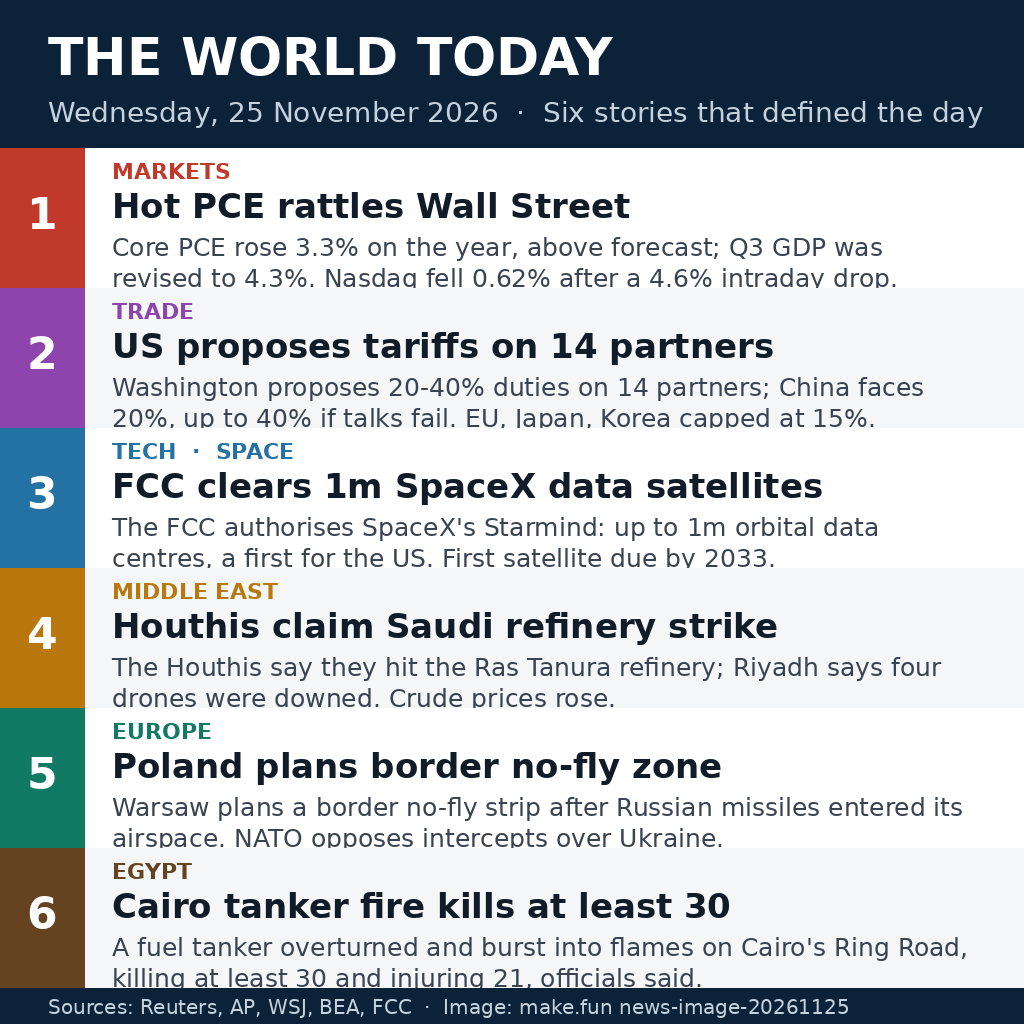 THE WORLD TODAY
Wednesday, 25 November 2026 · Six stories that defined the day
1
MARKETS
Hot PCE rattles Wall Street
Core PCE rose 3.3% on the year, above forecast; Q3 GDP was
revised to 4.3%. Nasdaq fell 0.62% after a 4.6% intraday drop.
2
TRADE
US proposes tariffs on 14 partners
Washington proposes 20-40% duties on 14 partners; China faces
20%, up to 40% if talks fail. EU, Japan, Korea capped at 15%.
3
TECH · SPACE
FCC clears 1m SpaceX data satellites
The FCC authorises SpaceX's Starmind: up to 1m orbital data
centres, a first for the US. First satellite due by 2033.
4
MIDDLE EAST
Houthis claim Saudi refinery strike
The Houthis say they hit the Ras Tanura refinery; Riyadh says four
drones were downed. Crude prices rose.
5
EUROPE
Poland plans border no-fly zone
Warsaw plans a border no-fly strip after Russian missiles entered its
airspace. NATO opposes intercepts over Ukraine.
6
EGYPT
Cairo tanker fire kills at least 30
A fuel tanker overturned and burst into flames on Cairo's Ring Road,
killing at least 30 and injuring 21, officials said.
Sources: Reuters, AP, WSJ, BEA, FCC · Image: make.fun news-image-20261125